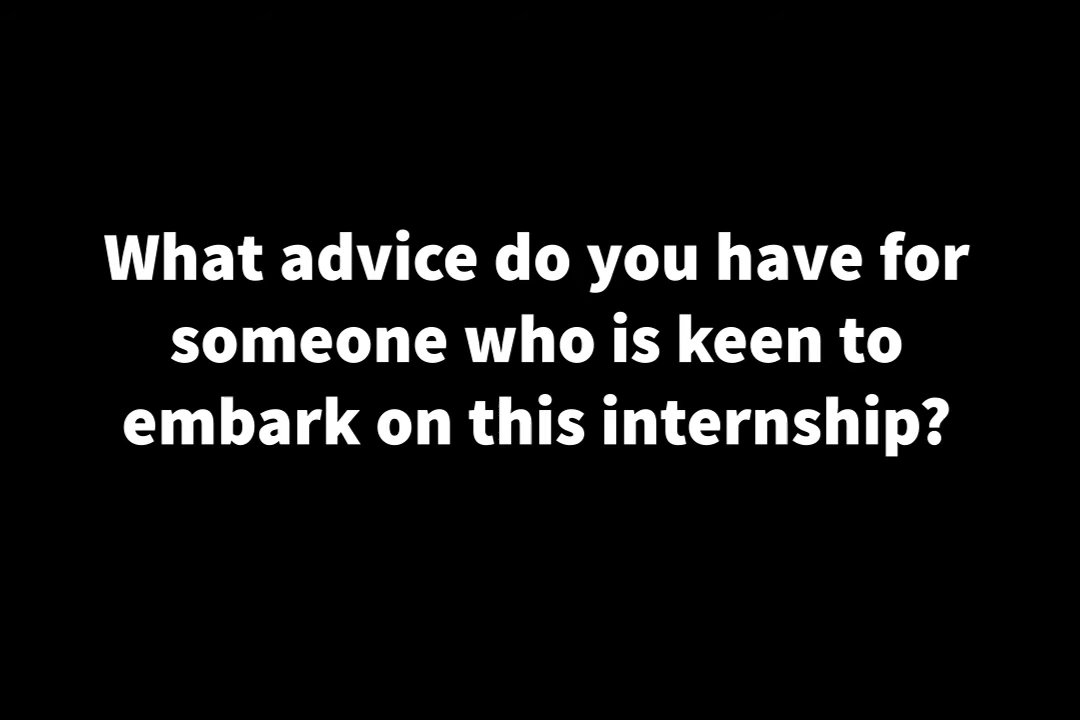 What advice do you have for
someone who is keen to
embark on this internship?